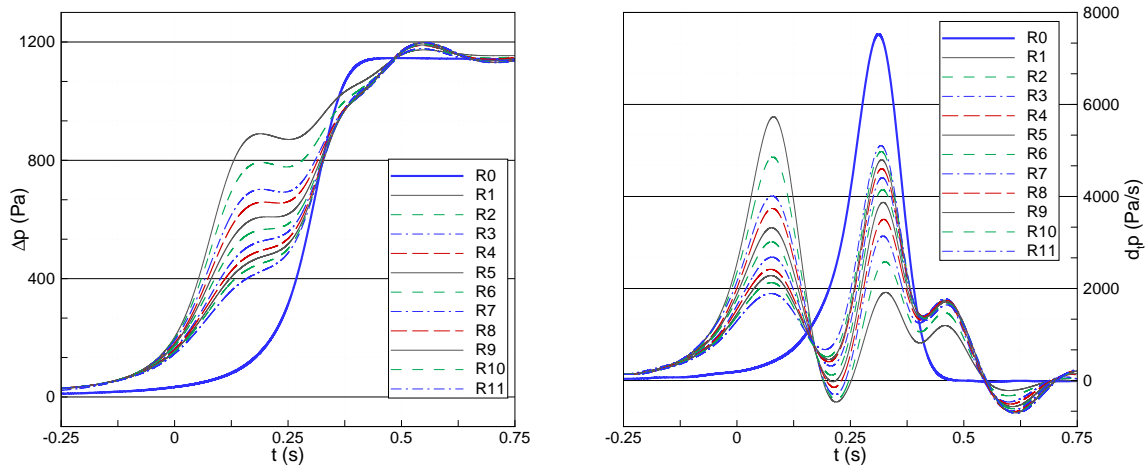 1200
800
400
0
Δp (Pa)
-0.25
0
0.25
0.5
0.75
t (s)
R0
R1
R2
R3
R4
R5
R6
R7
R8
R9
R10
R11
8000
6000
4000
2000
0
dₜp (Pa/s)
-0.25
0
0.25
0.5
0.75
t (s)
R0
R1
R2
R3
R4
R5
R6
R7
R8
R9
R10
R11